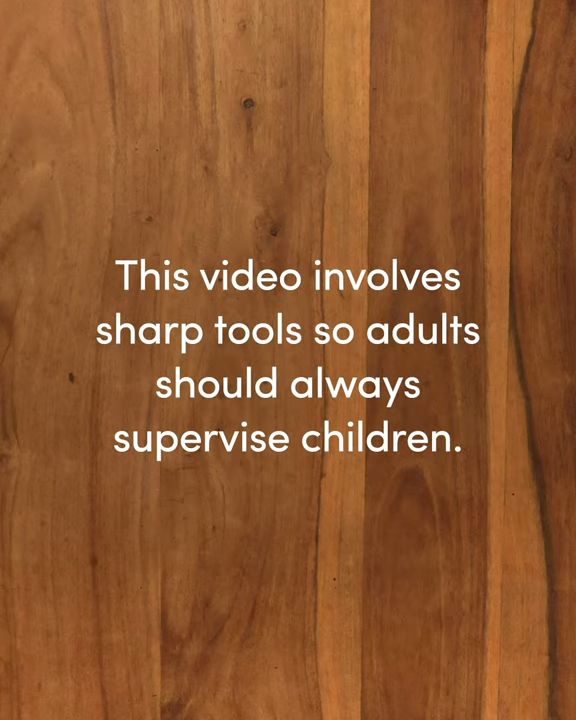 This video involves
sharp tools so adults
should always
supervise children.